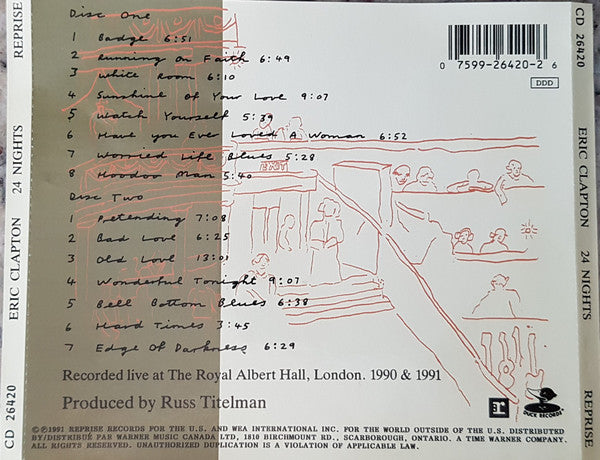 Disc One
1 Badge 6:51
2 Running On Faith 6:49
3 White Room 6:10
4 Sunshine Of Your Love 9:07
5 Watch Yourself 5:39
6 Have you Ever Loved A Woman 6:52
7 Worried Life Blues 5:28
8 Hoodoo Man 5:40
Disc Two
1 Pretending 7:08
2 Bad Love 6:25
3 Old Love 13:01
4 Wonderful Tonight 9:07
5 Bell Bottom Blues 6:38
6 Hard Times 3:45
7 Edge Of Darkness 6:29
Recorded live at The Royal Albert Hall, London. 1990 & 1991
Produced by Russ Titelman
℗©1991 REPRISE RECORDS FOR THE U.S. AND WEA INTERNATIONAL INC. FOR THE WORLD OUTSIDE OF THE U.S. DISTRIBUTED
BY/DISTRIBUÉ PAR WARNER MUSIC CANADA LTD., 1810 BIRCHMOUNT RD., SCARBOROUGH, ONTARIO. A TIME WARNER COMPANY.
ALL RIGHTS RESERVED. UNAUTHORIZED DUPLICATION IS A VIOLATION OF APPLICABLE LAW.
0 7599-26420-2 6
DDD
EXIT
r
DUCK RECORDS
CD 26420 ERIC CLAPTON 24 NIGHTS REPRISE
CD 26420 ERIC CLAPTON 24 NIGHTS REPRISE